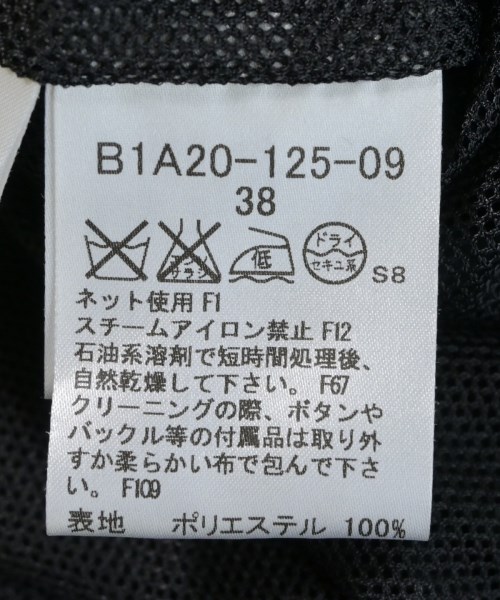 B1A20-125-09
38
エンソ
サラシ
低
ドライ
セキユ系
S8
ネット使用 F1
スチームアイロン禁止 F12
石油系溶剤で短時間処理後、
自然乾燥して下さい。 F67
クリーニングの際、ボタンや
バックル等の付属品は取り外
すか柔らかい布で包んで下さ
い。 F109
表地 ポリエステル 100%